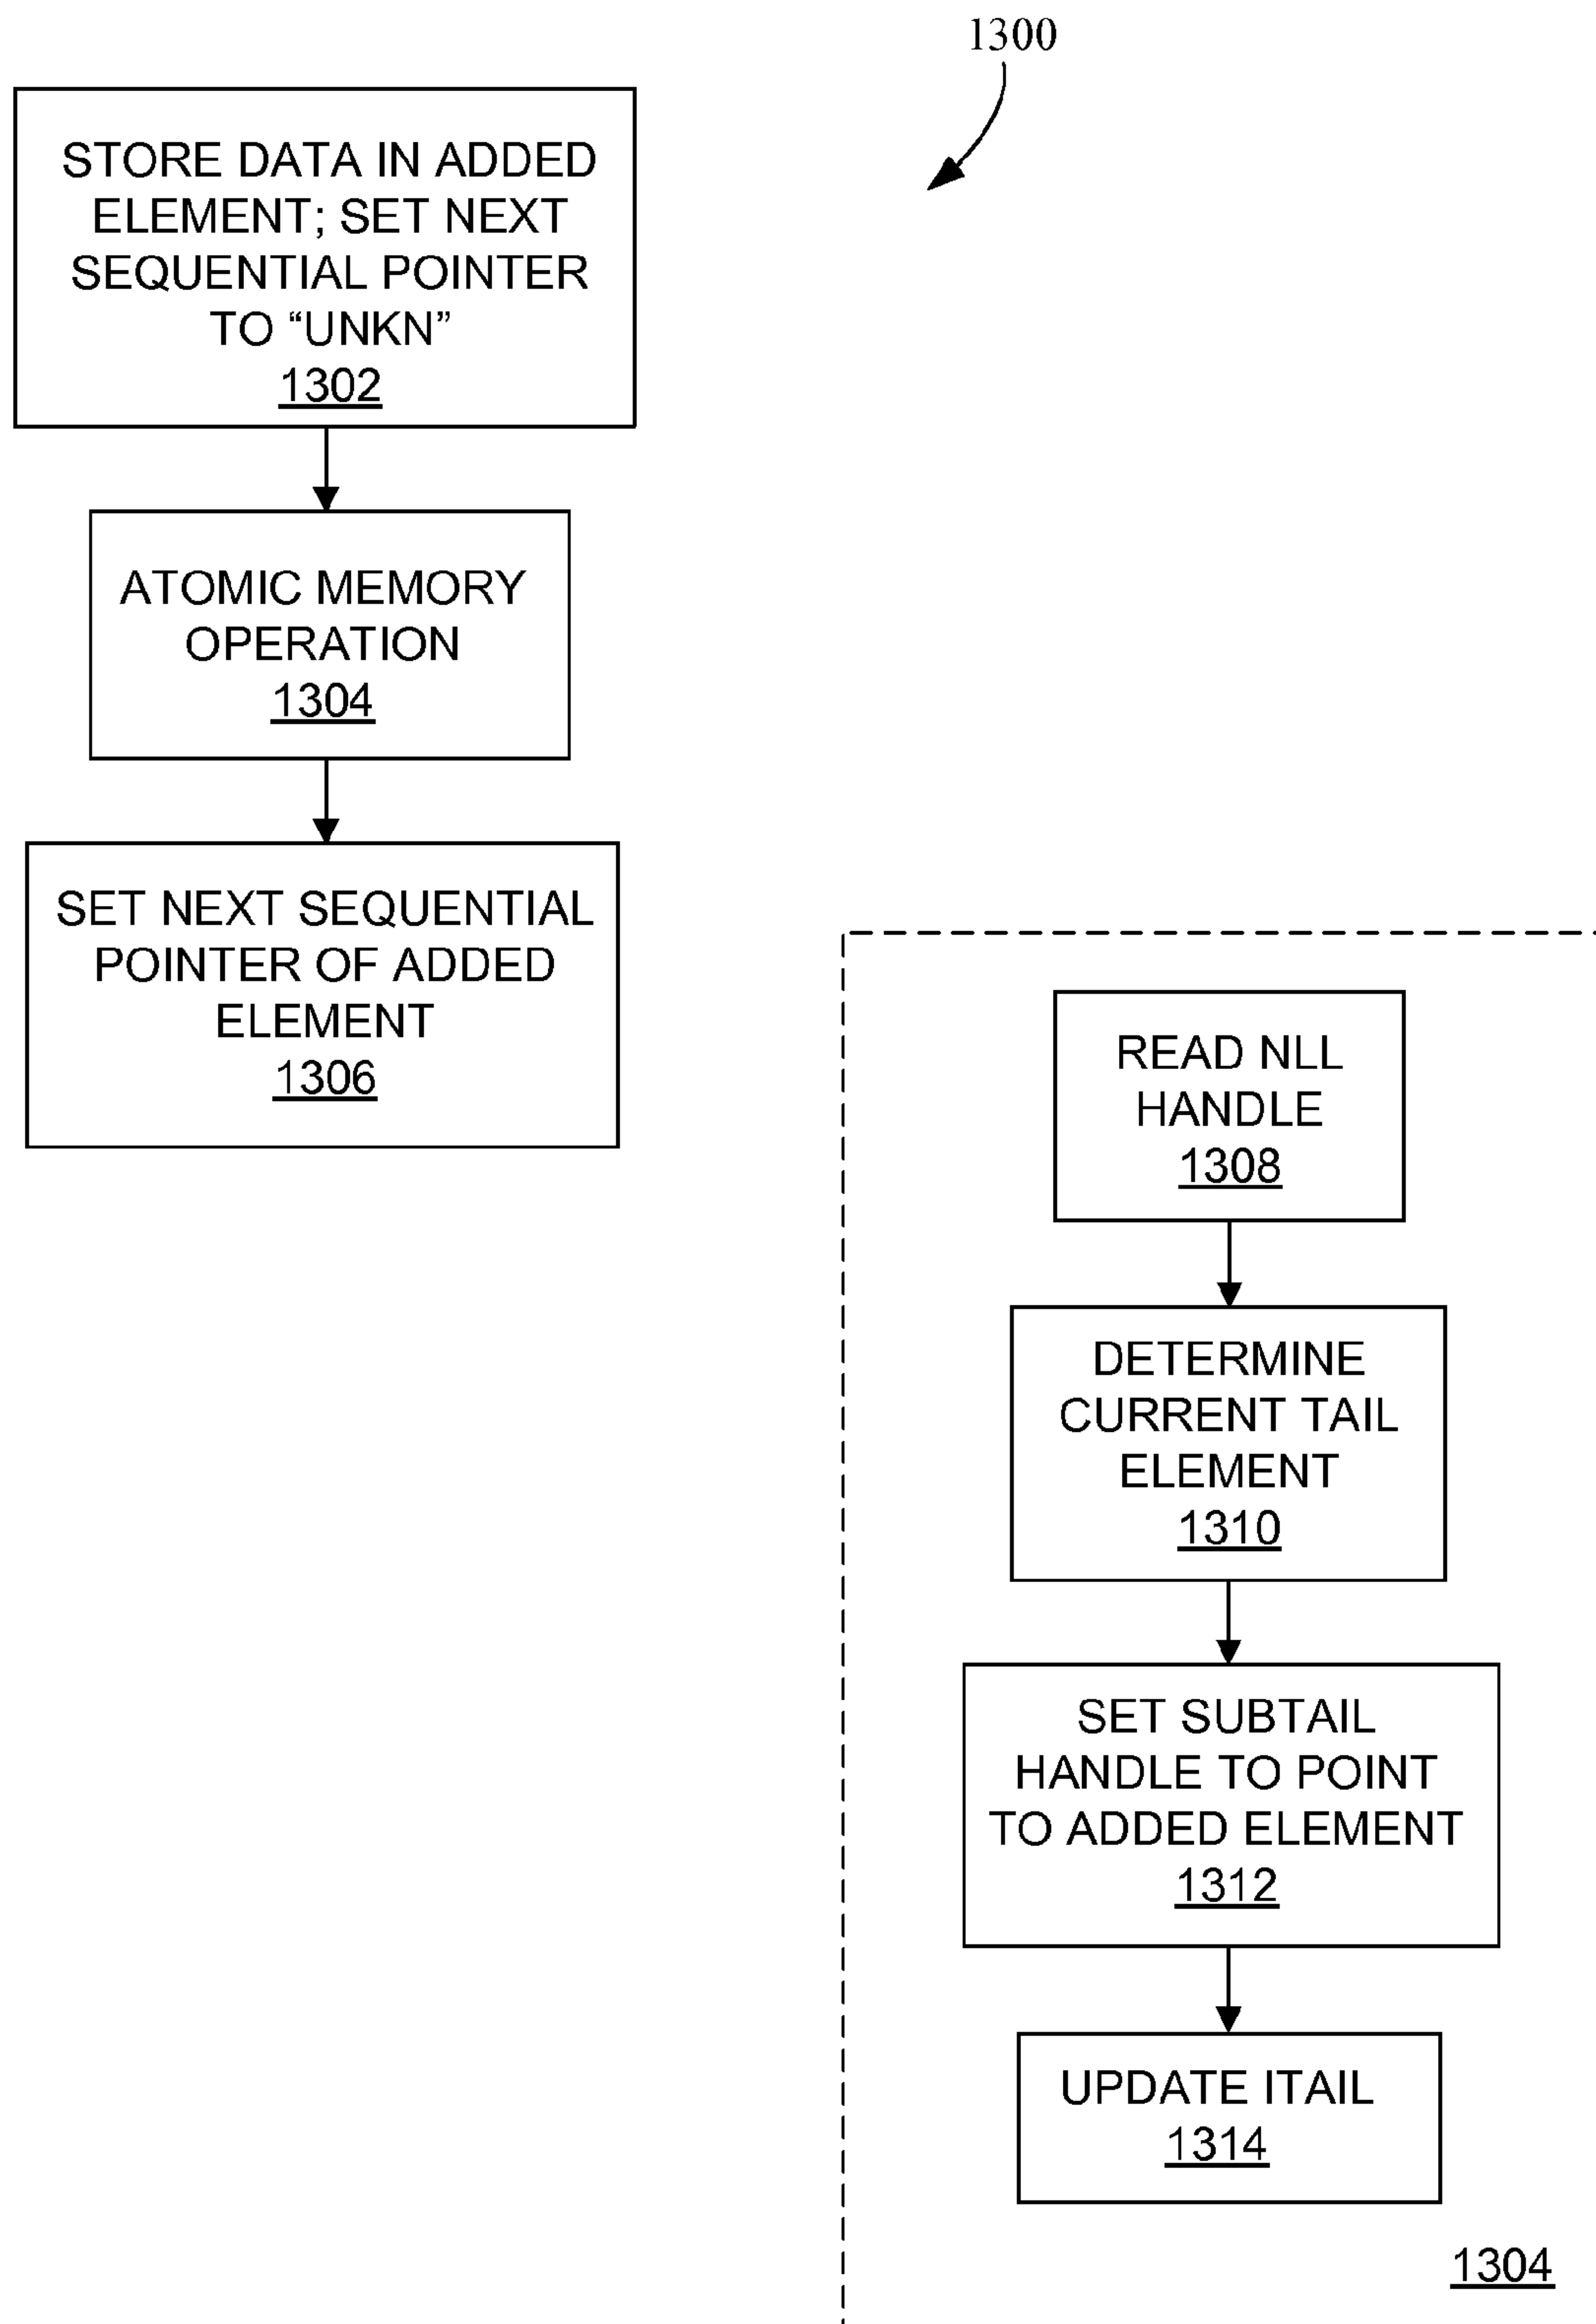 1300
STORE DATA IN ADDED
ELEMENT; SET NEXT
SEQUENTIAL POINTER
TO “UNKN”
1302
ATOMIC MEMORY
OPERATION
1304
SET NEXT SEQUENTIAL
POINTER OF ADDED
ELEMENT
1306
READ NLL
HANDLE
1308
DETERMINE
CURRENT TAIL
ELEMENT
1310
SET SUBTAIL
HANDLE TO POINT
TO ADDED ELEMENT
1312
UPDATE ITAIL
1314
1304